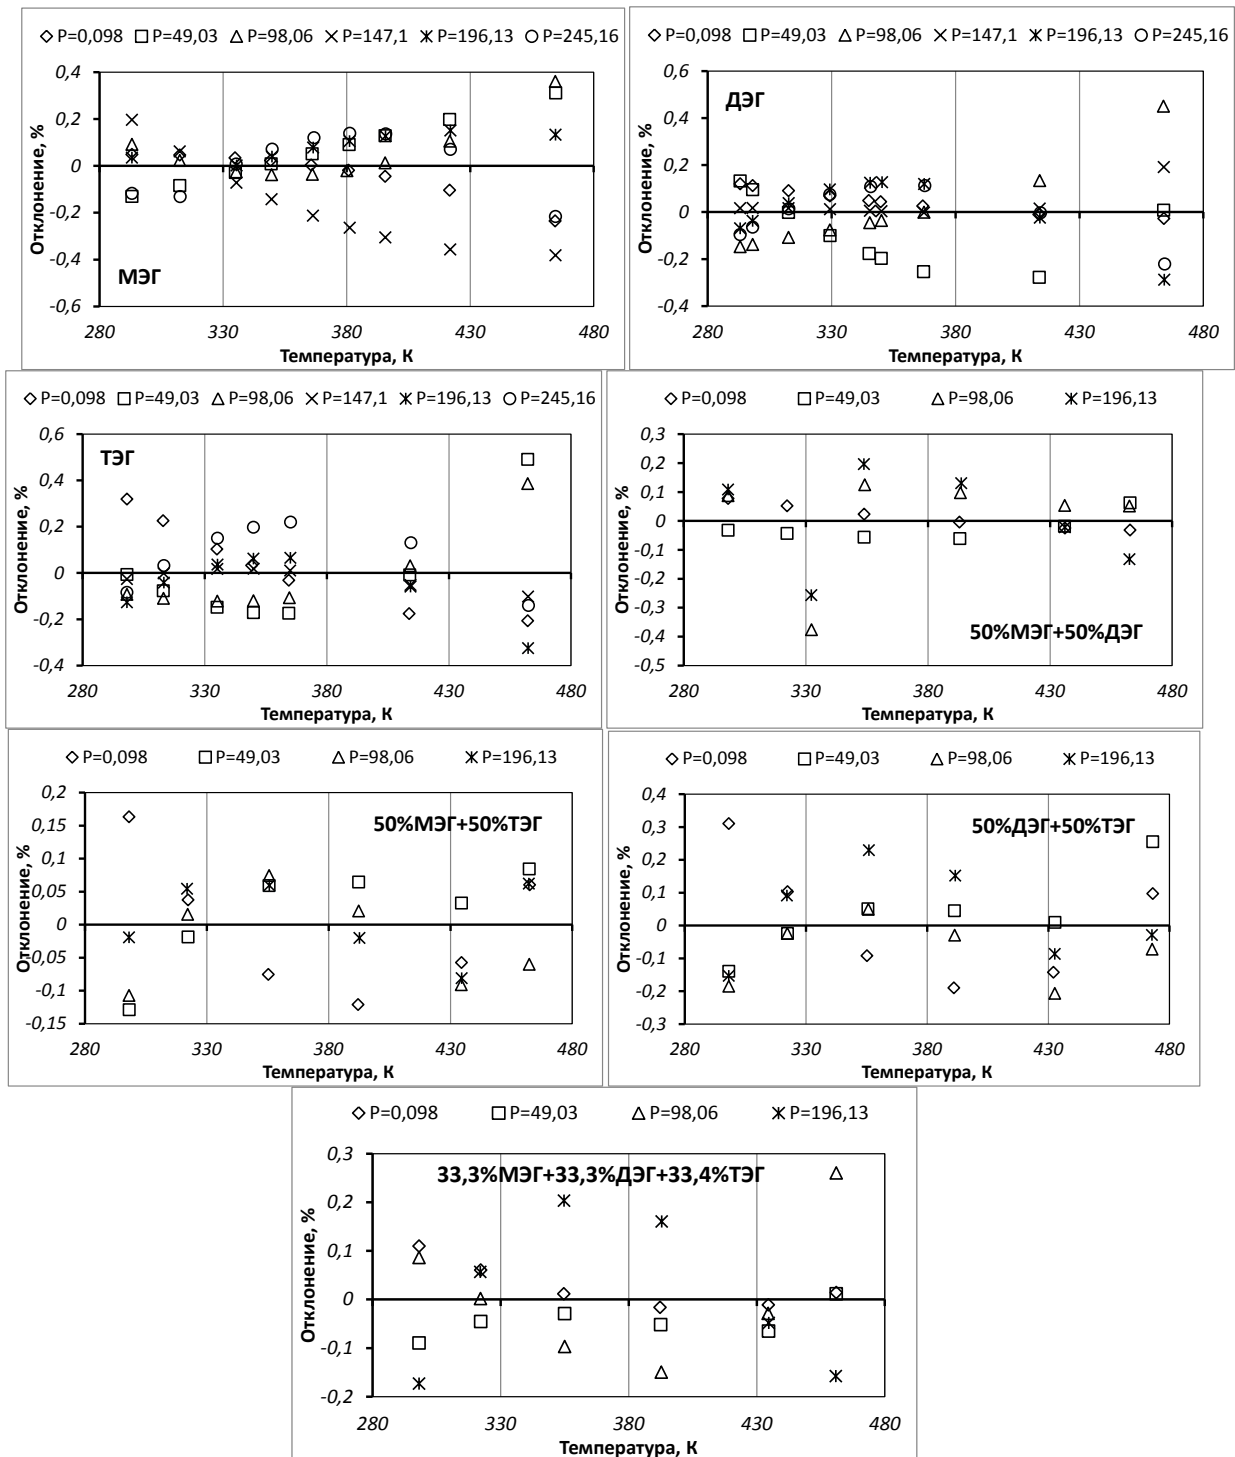 P=0,098 P=49,03 P=98,06 P=147,1 P=196,13 P=245,16
0,4
0,2
0
-0,2
-0,4
-0,6
280 330 380 430 480
Отклонение, %
МЭГ
Температура, К
P=0,098 P=49,03 P=98,06 P=147,1 P=196,13 P=245,16
0,6
0,4
0,2
0
-0,2
-0,4
280 330 380 430 480
Отклонение, %
ДЭГ
Температура, К
P=0,098 P=49,03 P=98,06 P=147,1 P=196,13 P=245,16
0,6
0,4
0,2
0
-0,2
-0,4
280 330 380 430 480
Отклонение, %
ТЭГ
Температура, К
P=0,098 P=49,03 P=98,06 P=196,13
0,3
0,2
0,1
0
-0,1
-0,2
-0,3
-0,4
-0,5
280 330 380 430 480
Отклонение, %
50%МЭГ+50%ДЭГ
Температура, К
P=0,098 P=49,03 P=98,06 P=196,13
0,2
0,15
0,1
0,05
0
-0,05
-0,1
-0,15
280 330 380 430 480
Отклонение, %
50%МЭГ+50%ТЭГ
Температура, К
P=0,098 P=49,03 P=98,06 P=196,13
0,4
0,3
0,2
0,1
0
-0,1
-0,2
-0,3
280 330 380 430 480
Отклонение, %
50%ДЭГ+50%ТЭГ
Температура, К
P=0,098 P=49,03 P=98,06 P=196,13
0,3
0,2
0,1
0
-0,1
-0,2
280 330 380 430 480
Отклонение, %
33,3%МЭГ+33,3%ДЭГ+33,4%ТЭГ
Температура, К